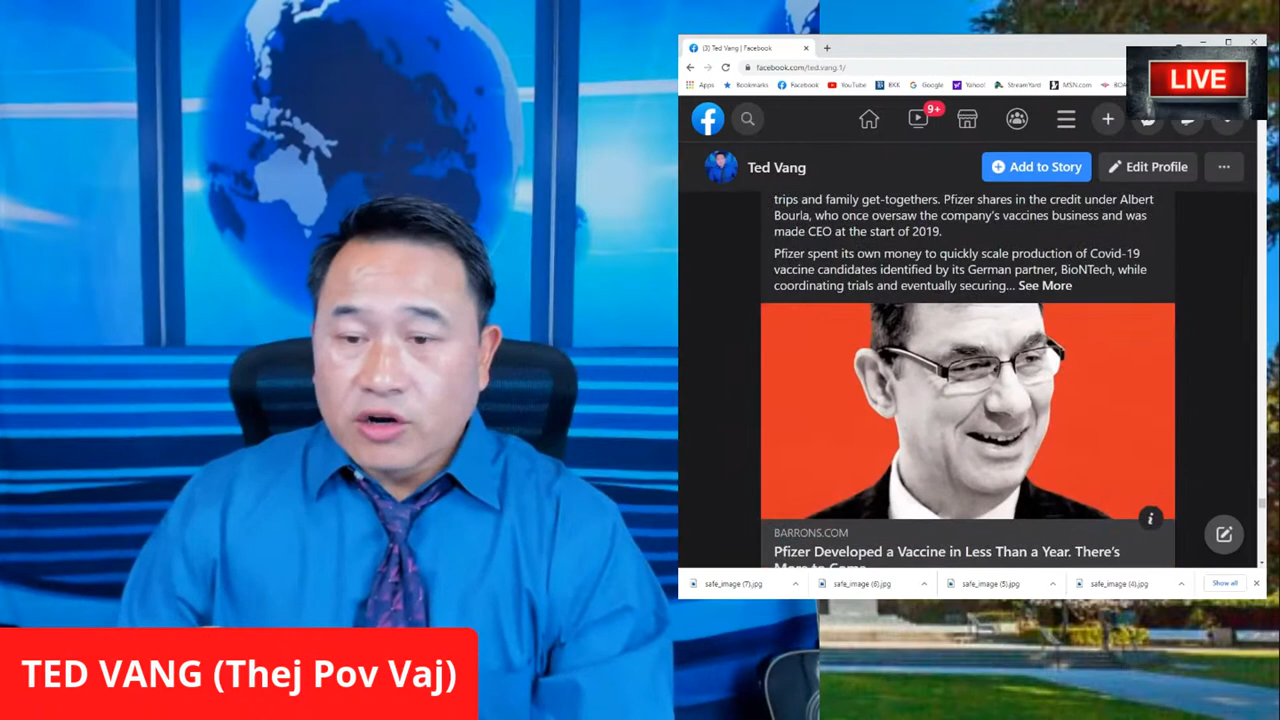 (3) Ted Vang | Facebook
facebook.com/ted.vang.1/
Apps Bookmarks Facebook YouTube BKK Google Yahoo! StreamYard MSN.com
LIVE
9+
Ted Vang
Add to Story
Edit Profile
trips and family get-togethers. Pfizer shares in the credit under Albert
Bourla, who once oversaw the company's vaccines business and was
made CEO at the start of 2019.
Pfizer spent its own money to quickly scale production of Covid-19
vaccine candidates identified by its German partner, BioNTech, while
coordinating trials and eventually securing... See More
BARRONS.COM
Pfizer Developed a Vaccine in Less Than a Year. There's
safe_image (7).jpg
safe_image (6).jpg
safe_image (5).jpg
safe_image (4).jpg
Show all
TED VANG (Thej Pov Vaj)